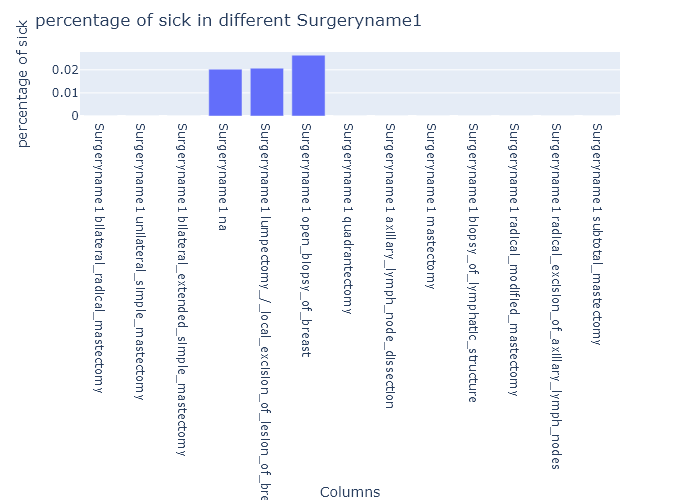 percentage of sick in different Surgeryname1
percentage of sick
0.02
0.01
0
Surgeryname1 bilateral_radical_mastectomy
Surgeryname1 unilateral_simple_mastectomy
Surgeryname1 bilateral_extended_simple_mastectomy
Surgeryname1 na
Surgeryname1 lumpectomy_/_local_excision_of_lesion_of_bre
Surgeryname1 open_biopsy_of_breast
Surgeryname1 quadrantectomy
Surgeryname1 axillary_lymph_node_dissection
Surgeryname1 mastectomy
Surgeryname1 biopsy_of_lymphatic_structure
Surgeryname1 radical_modified_mastectomy
Surgeryname1 radical_excision_of_axillary_lymph_nodes
Surgeryname1 subtotal_mastectomy
Columns